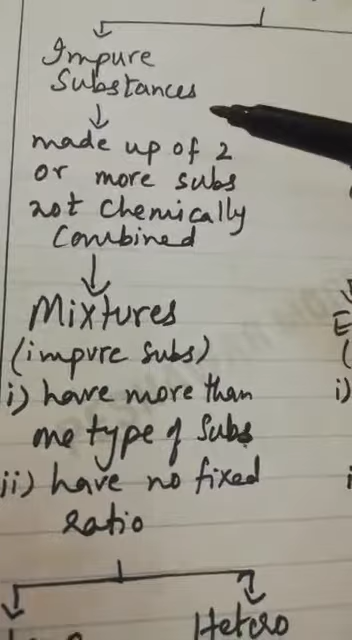 Impure
Substances
made up of 2
or more subs
not chemically
Combined
Mixtures
(impure subs)
i) have more than
one type of subs
ii) have no fixed
ratio
E
(
i)
Hetero